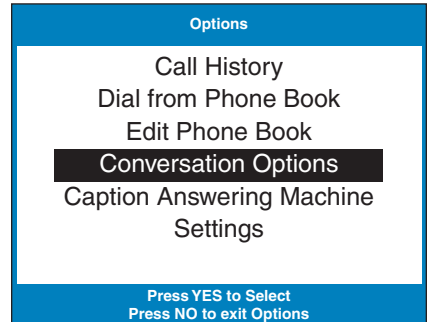 Options
Call History
Dial from Phone Book
Edit Phone Book
Conversation Options
Caption Answering Machine
Settings
Press YES to Select
Press NO to exit Options